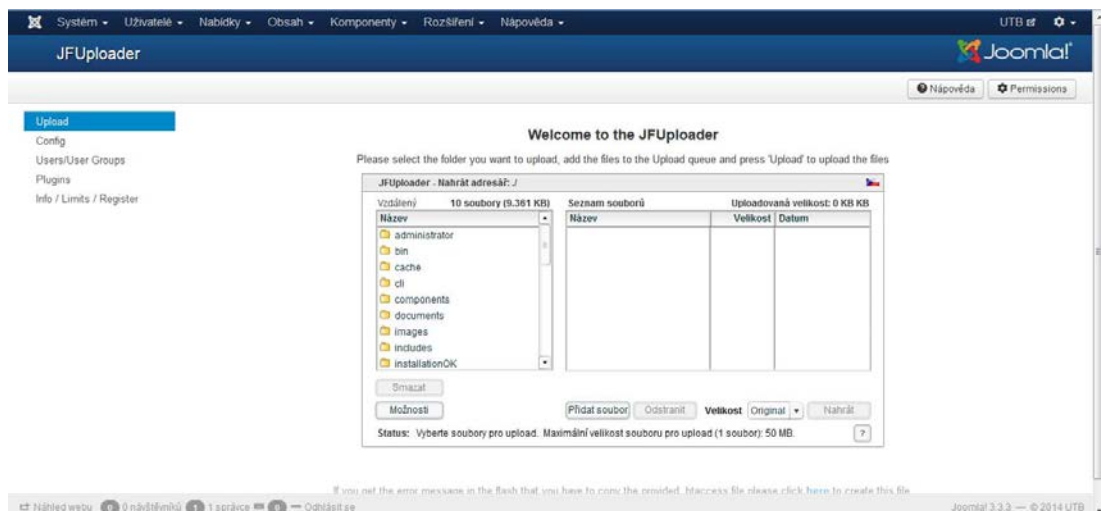 Systém Uživatelé Nabídky Obsah Komponenty Rozšíření Nápověda UTB
JFUploader Joomla!
Nápověda Permissions
Upload
Config
Users/User Groups
Plugins
Info / Limits / Register
Welcome to the JFUploader
Please select the folder you want to upload, add the files to the Upload queue and press 'Upload' to upload the files
JFUploader - Nahrát adresář: ./
Vzdálený 10 soubory (9.361 KB) Seznam souborů Uploadovaná velikost: 0 KB KB
Název Název Velikost Datum
administrator
bin
cache
cli
components
documents
images
includes
installationOK
Smazat
Možnosti Přidat soubor Odstranit Velikost Original Nahrát
Status: Vyberte soubory pro upload. Maximální velikost souboru pro upload (1 soubor): 50 MB. ?
If you get the error message in the flash that you have to copy the provided .htaccess file please click here to create this file
Náhled webu 0 0 návštěvníků 1 1 správce 0 Odhlásit se Joomla! 3.3.3 — © 2014 UTB